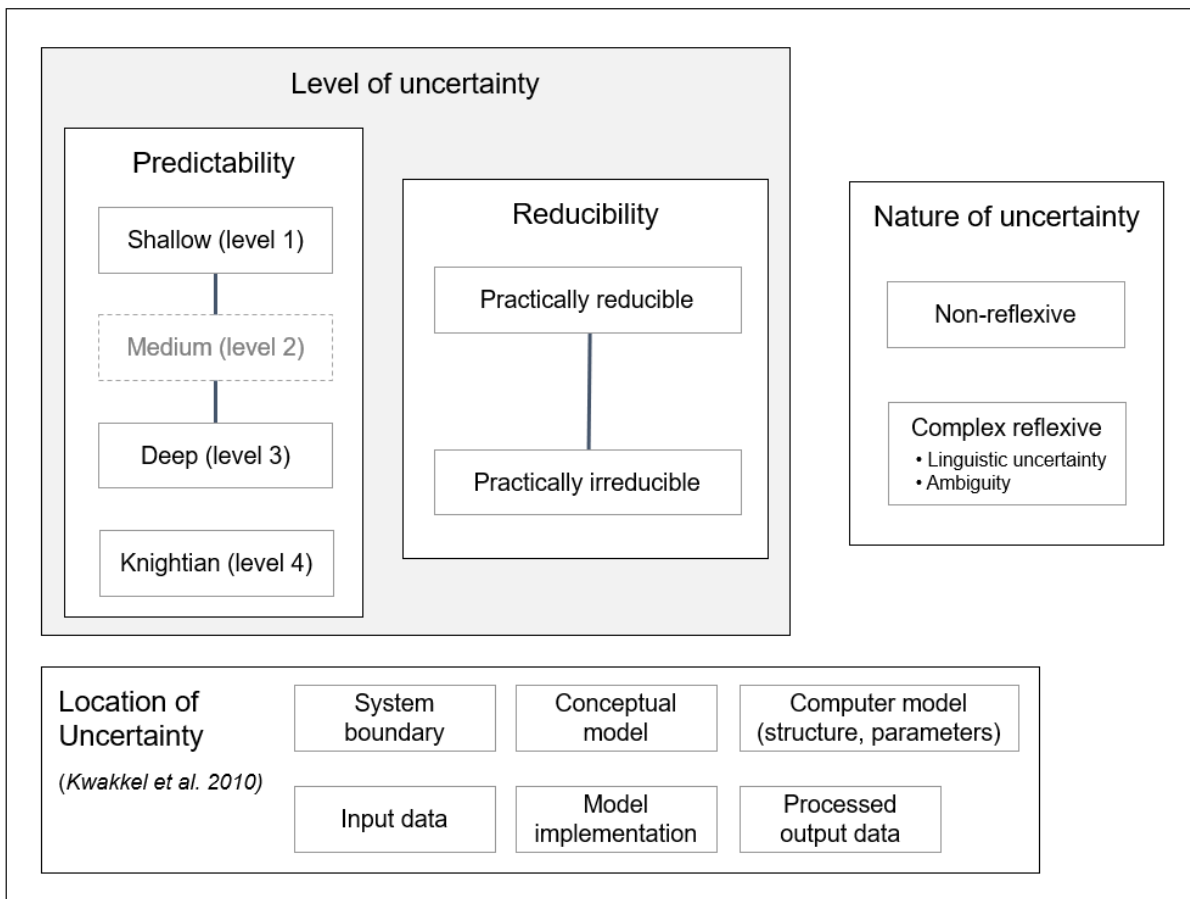 Level of uncertainty
Predictability
Shallow (level 1)
Medium (level 2)
Deep (level 3)
Knightian (level 4)
Reducibility
Practically reducible
Practically irreducible
Nature of uncertainty
Non-reflexive
Complex reflexive
• Linguistic uncertainty
• Ambiguity
Location of
Uncertainty
(Kwakkel et al. 2010)
System
boundary
Conceptual
model
Computer model
(structure, parameters)
Input data
Model
implementation
Processed
output data